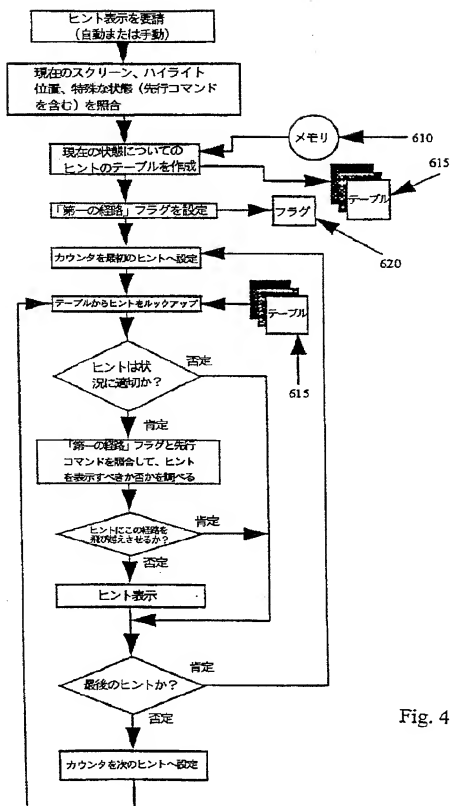 ヒント表示を要請
(自動または手動)
現在のスクリーン、ハイライト
位置、特殊な状態(先行コマンド
を含む)を照合
メモリ
610
現在の状態についての
ヒントのテーブルを作成
テーブル
615
「第一の経路」フラグを設定
フラグ
620
カウンタを最初のヒントへ設定
テーブルからヒントをルックアップ
テーブル
615
ヒントは状
況に適切か?
否定
肯定
「第一の経路」フラグと先行
コマンドを照合して、ヒント
を表示すべきか否かを調べる
ヒントにこの経路を
飛び越えさせるか?
肯定
否定
ヒント表示
最後のヒントか?
肯定
否定
カウンタを次のヒントへ設定
Fig. 4